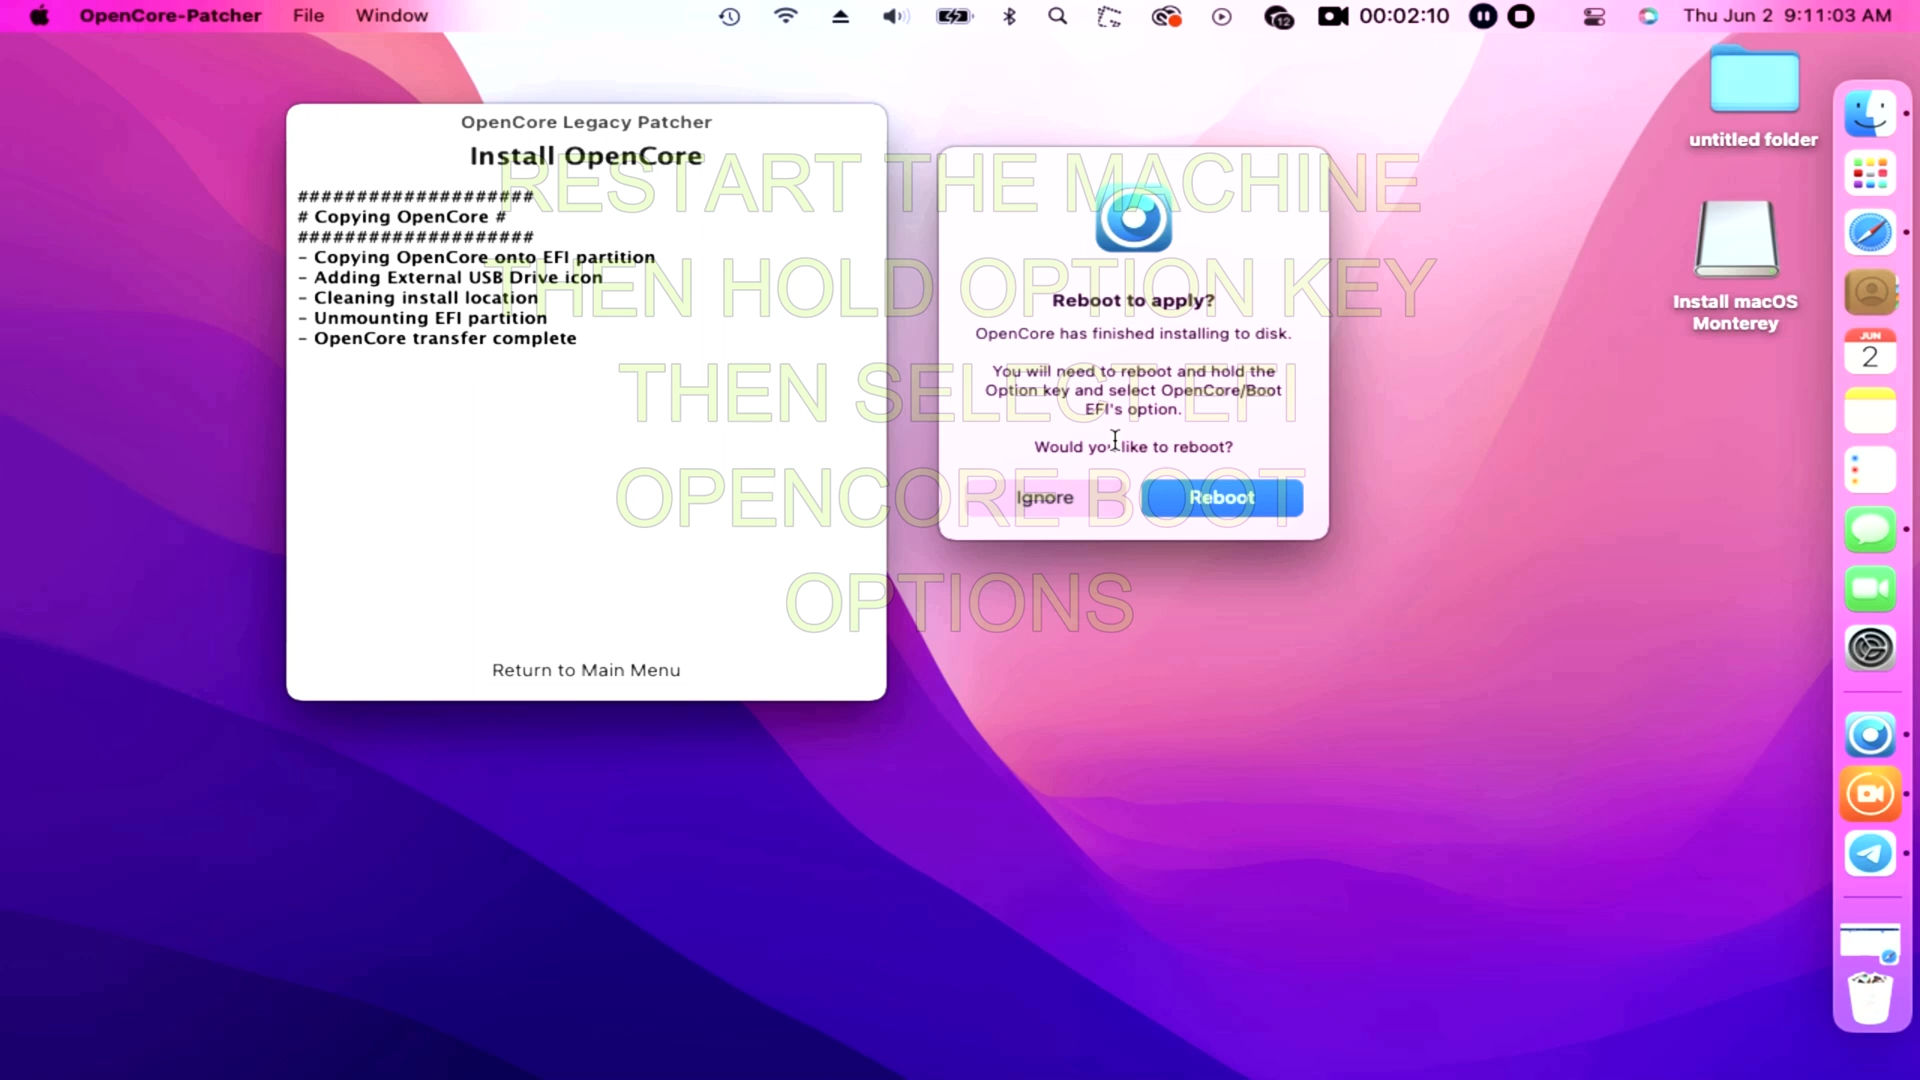 OpenCore-Patcher File Window
12 00:02:10 Thu Jun 2 9:11:03 AM
OpenCore Legacy Patcher
Install OpenCore
####################
# Copying OpenCore #
####################
- Copying OpenCore onto EFI partition
- Adding External USB Drive icon
- Cleaning install location
- Unmounting EFI partition
- OpenCore transfer complete
Return to Main Menu
Reboot to apply?
OpenCore has finished installing to disk.
You will need to reboot and hold the
Option key and select OpenCore/Boot
EFI's option.
Would you like to reboot?
Ignore Reboot
RESTART THE MACHINE
THEN HOLD OPTION KEY
THEN SELECT EFI
OPENCORE BOOT
OPTIONS
untitled folder
Install macOS
Monterey
JUN
2